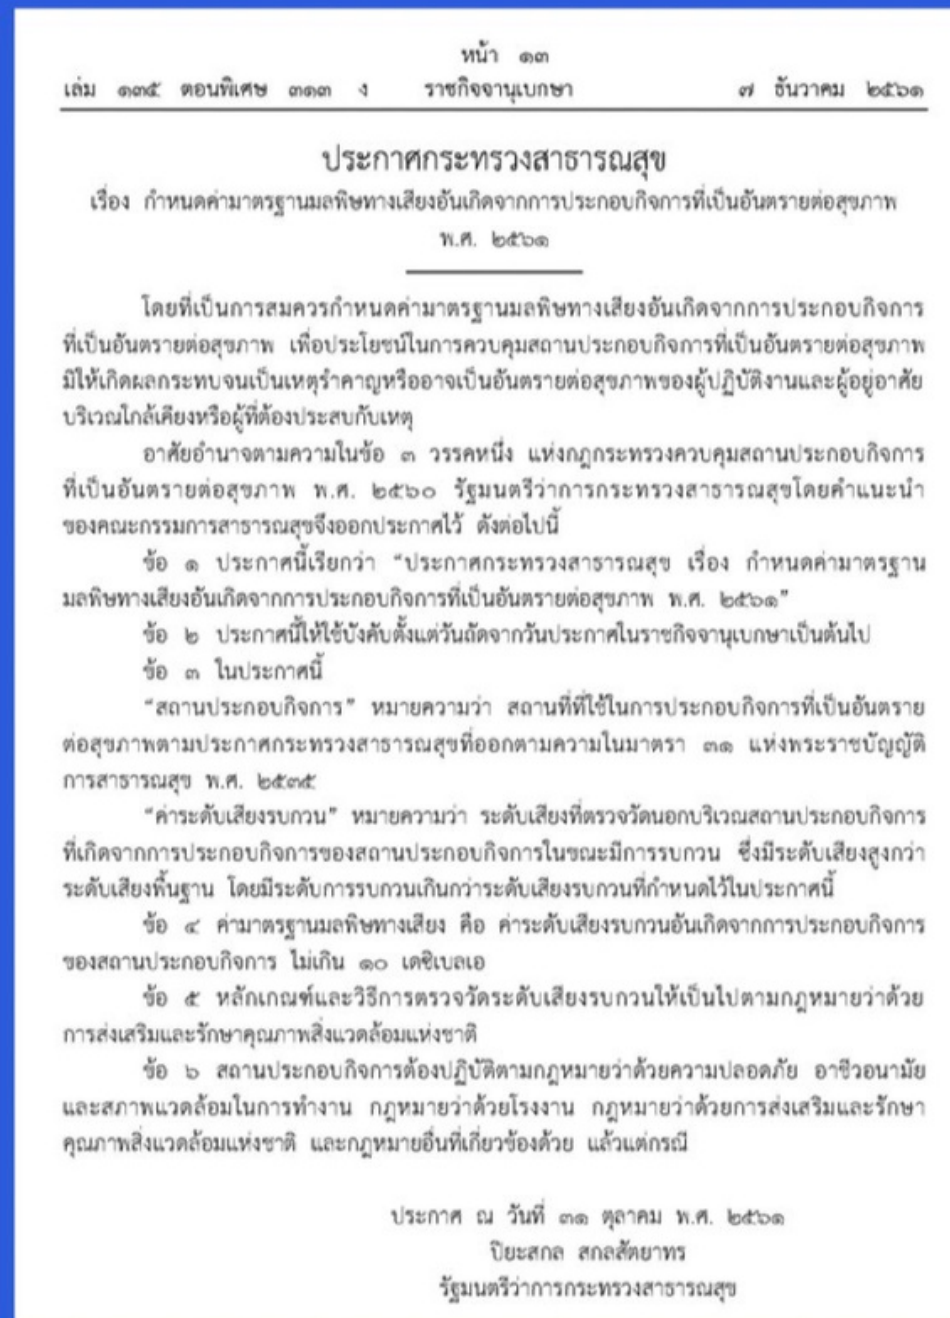 หน้า ๑๓
เล่ม ๑๓๕ ตอนพิเศษ ๓๑๓ ง ราชกิจจานุเบกษา ๗ ธันวาคม ๒๕๖๑
ประกาศกระทรวงสาธารณสุข
เรื่อง กำหนดค่ามาตรฐานมลพิษทางเสียงอันเกิดจากการประกอบกิจการที่เป็นอันตรายต่อสุขภาพ
พ.ศ. ๒๕๖๑
โดยที่เป็นการสมควรกำหนดค่ามาตรฐานมลพิษทางเสียงอันเกิดจากการประกอบกิจการ
ที่เป็นอันตรายต่อสุขภาพ เพื่อประโยชน์ในการควบคุมสถานประกอบกิจการที่เป็นอันตรายต่อสุขภาพ
มิให้เกิดผลกระทบจนเป็นเหตุรำคาญหรืออาจเป็นอันตรายต่อสุขภาพของผู้ปฏิบัติงานและผู้อยู่อาศัย
บริเวณใกล้เคียงหรือผู้ที่ต้องประสบกับเหตุ
อาศัยอำนาจตามความในข้อ ๓ วรรคหนึ่ง แห่งกฎกระทรวงควบคุมสถานประกอบกิจการ
ที่เป็นอันตรายต่อสุขภาพ พ.ศ. ๒๕๖๐ รัฐมนตรีว่าการกระทรวงสาธารณสุขโดยคำแนะนำ
ของคณะกรรมการสาธารณสุขจึงออกประกาศไว้ ดังต่อไปนี้
ข้อ ๑ ประกาศนี้เรียกว่า “ประกาศกระทรวงสาธารณสุข เรื่อง กำหนดค่ามาตรฐาน
มลพิษทางเสียงอันเกิดจากการประกอบกิจการที่เป็นอันตรายต่อสุขภาพ พ.ศ. ๒๕๖๑”
ข้อ ๒ ประกาศนี้ให้ใช้บังคับตั้งแต่วันถัดจากวันประกาศในราชกิจจานุเบกษาเป็นต้นไป
ข้อ ๓ ในประกาศนี้
“สถานประกอบกิจการ” หมายความว่า สถานที่ที่ใช้ในการประกอบกิจการที่เป็นอันตราย
ต่อสุขภาพตามประกาศกระทรวงสาธารณสุขที่ออกตามความในมาตรา ๓๑ แห่งพระราชบัญญัติ
การสาธารณสุข พ.ศ. ๒๕๓๕
“ค่าระดับเสียงรบกวน” หมายความว่า ระดับเสียงที่ตรวจวัดนอกบริเวณสถานประกอบกิจการ
ที่เกิดจากการประกอบกิจการของสถานประกอบกิจการในขณะมีการรบกวน ซึ่งมีระดับเสียงสูงกว่า
ระดับเสียงพื้นฐาน โดยมีระดับการรบกวนเกินกว่าระดับเสียงรบกวนที่กำหนดไว้ในประกาศนี้
ข้อ ๔ ค่ามาตรฐานมลพิษทางเสียง คือ ค่าระดับเสียงรบกวนอันเกิดจากการประกอบกิจการ
ของสถานประกอบกิจการ ไม่เกิน ๑๐ เดซิเบลเอ
ข้อ ๕ หลักเกณฑ์และวิธีการตรวจวัดระดับเสียงรบกวนให้เป็นไปตามกฎหมายว่าด้วย
การส่งเสริมและรักษาคุณภาพสิ่งแวดล้อมแห่งชาติ
ข้อ ๖ สถานประกอบกิจการต้องปฏิบัติตามกฎหมายว่าด้วยความปลอดภัย อาชีวอนามัย
และสภาพแวดล้อมในการทำงาน กฎหมายว่าด้วยโรงงาน กฎหมายว่าด้วยการส่งเสริมและรักษา
คุณภาพสิ่งแวดล้อมแห่งชาติ และกฎหมายอื่นที่เกี่ยวข้องด้วย แล้วแต่กรณี
ประกาศ ณ วันที่ ๓๑ ตุลาคม พ.ศ. ๒๕๖๑
ปิยะสกล สกลสัตยาทร
รัฐมนตรีว่าการกระทรวงสาธารณสุข